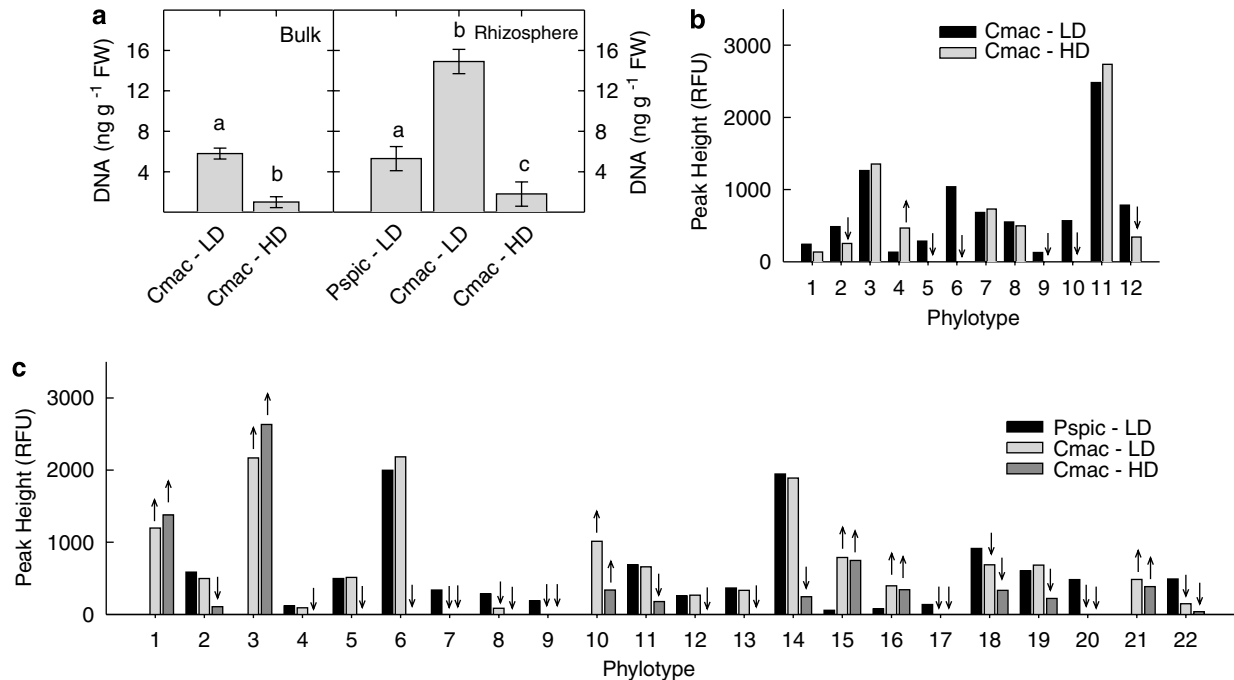 a
Bulk
Rhizosphere
DNA (ng g⁻¹ FW)
16
12
8
4
a
b
a
b
c
16
12
8
4
DNA (ng g⁻¹ FW)
Cmac - LD
Cmac - HD
Pspic - LD
Cmac - LD
Cmac - HD
b
Cmac - LD
Cmac - HD
Peak Height (RFU)
3000
2000
1000
0
1 2 3 4 5 6 7 8 9 10 11 12
Phylotype
c
Peak Height (RFU)
3000
2000
1000
0
Pspic - LD
Cmac - LD
Cmac - HD
1 2 3 4 5 6 7 8 9 10 11 12 13 14 15 16 17 18 19 20 21 22
Phylotype